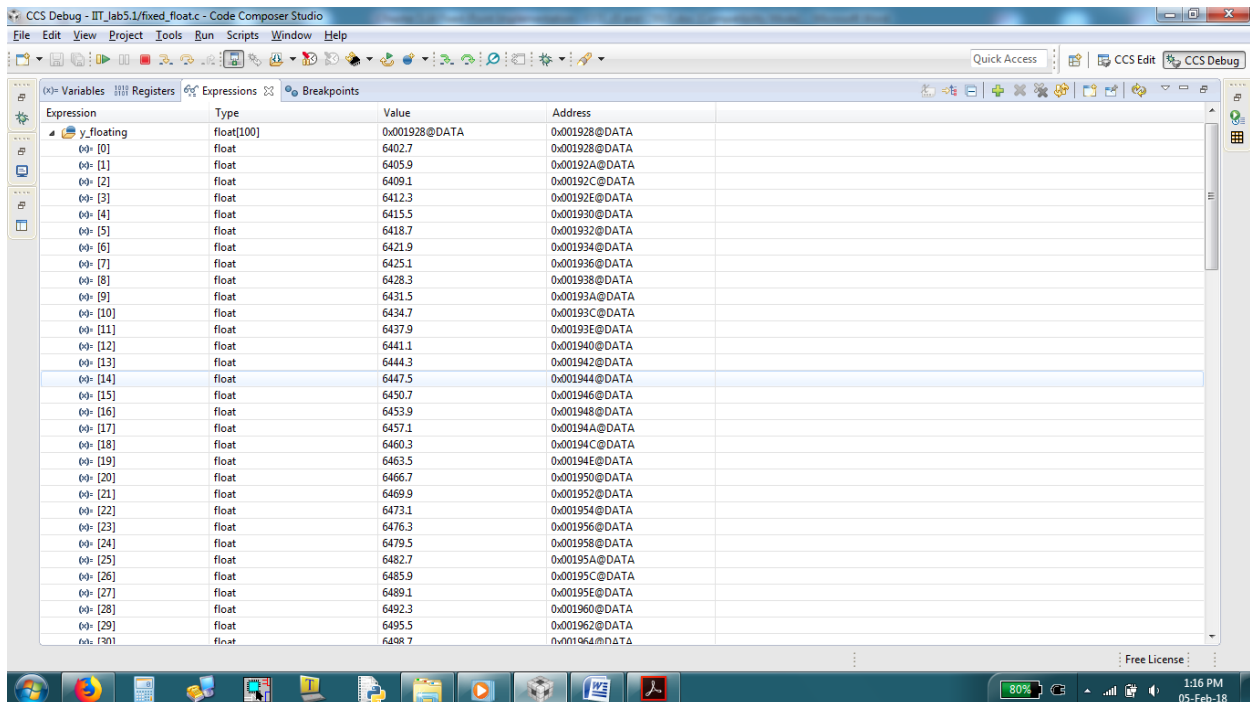 CCS Debug - IIT_lab5.1/fixed_float.c - Code Composer Studio
File Edit View Project Tools Run Scripts Window Help
Quick Access CCS Edit CCS Debug
(x)= Variables Registers Expressions Breakpoints
Expression Type Value Address
y_floating float[100] 0x001928@DATA 0x001928@DATA
(x)= [0] float 6402.7 0x001928@DATA
(x)= [1] float 6405.9 0x00192A@DATA
(x)= [2] float 6409.1 0x00192C@DATA
(x)= [3] float 6412.3 0x00192E@DATA
(x)= [4] float 6415.5 0x001930@DATA
(x)= [5] float 6418.7 0x001932@DATA
(x)= [6] float 6421.9 0x001934@DATA
(x)= [7] float 6425.1 0x001936@DATA
(x)= [8] float 6428.3 0x001938@DATA
(x)= [9] float 6431.5 0x00193A@DATA
(x)= [10] float 6434.7 0x00193C@DATA
(x)= [11] float 6437.9 0x00193E@DATA
(x)= [12] float 6441.1 0x001940@DATA
(x)= [13] float 6444.3 0x001942@DATA
(x)= [14] float 6447.5 0x001944@DATA
(x)= [15] float 6450.7 0x001946@DATA
(x)= [16] float 6453.9 0x001948@DATA
(x)= [17] float 6457.1 0x00194A@DATA
(x)= [18] float 6460.3 0x00194C@DATA
(x)= [19] float 6463.5 0x00194E@DATA
(x)= [20] float 6466.7 0x001950@DATA
(x)= [21] float 6469.9 0x001952@DATA
(x)= [22] float 6473.1 0x001954@DATA
(x)= [23] float 6476.3 0x001956@DATA
(x)= [24] float 6479.5 0x001958@DATA
(x)= [25] float 6482.7 0x00195A@DATA
(x)= [26] float 6485.9 0x00195C@DATA
(x)= [27] float 6489.1 0x00195E@DATA
(x)= [28] float 6492.3 0x001960@DATA
(x)= [29] float 6495.5 0x001962@DATA
(x)= [30] float 6498.7 0x001964@DATA
Free License
80% 1:16 PM
05-Feb-18